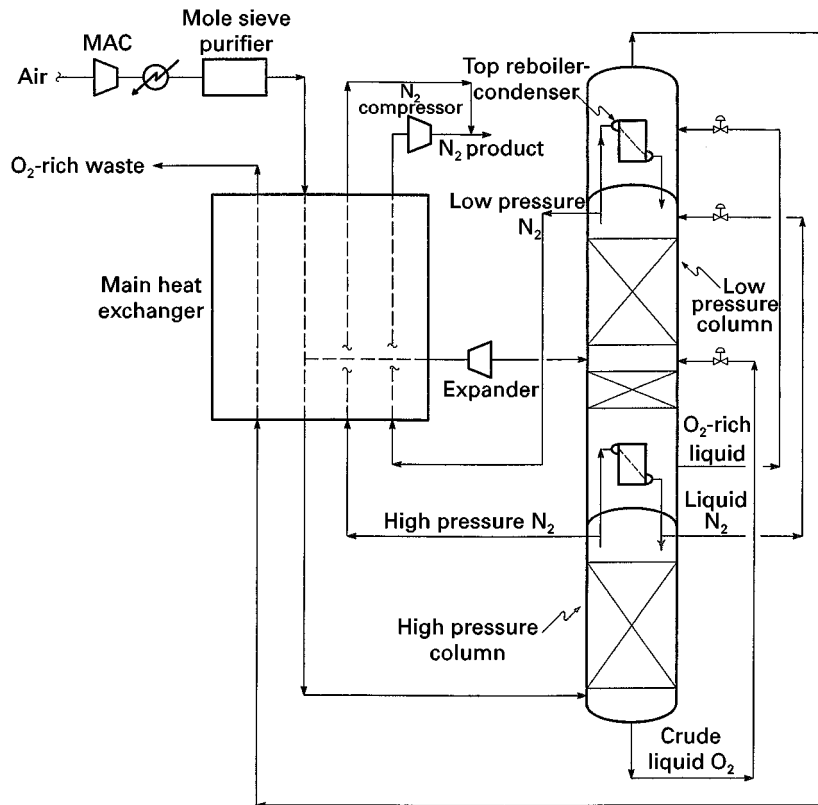 Mole sieve
purifier
MAC
Air
N₂
compressor
N₂ product
Top reboiler-
condenser
O₂-rich waste
Low pressure
N₂
Main heat
exchanger
Low
pressure
column
Expander
O₂-rich
liquid
Liquid
N₂
High pressure N₂
High pressure
column
Crude
liquid O₂